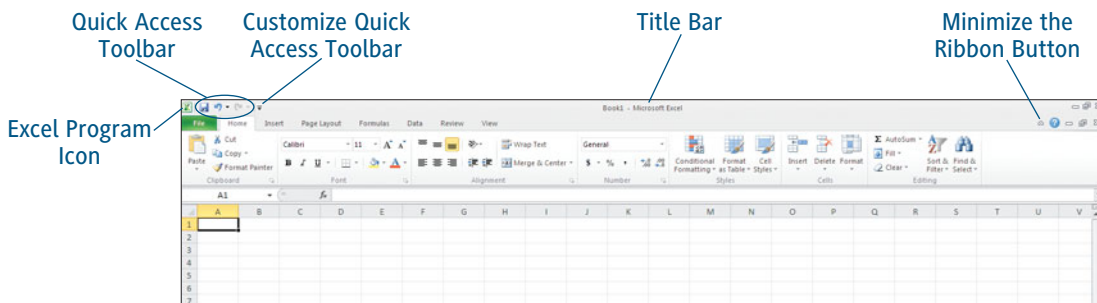 Quick Access
Toolbar
Customize Quick
Access Toolbar
Title Bar
Minimize the
Ribbon Button
Excel Program
Icon
Book1 - Microsoft Excel
File Home Insert Page Layout Formulas Data Review View
Paste
Cut
Copy
Format Painter
Clipboard
Calibri 11 A A
B I U A
Font
Wrap Text
Merge & Center
Alignment
General
$ % ,
Number
Conditional
Formatting
Format
as Table
Cell
Styles
Styles
Insert Delete Format
Cells
Σ AutoSum
Fill
Clear
Sort &
Filter
Find &
Select
Editing
A1 fx
A B C D E F G H I J K L M N O P Q R S T U V
1
2
3
4
5
6
7